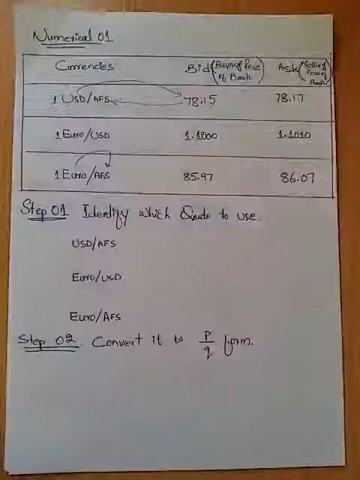 Numerical 01
Currencies Bid (Buying Price of Bank) Ask (Selling Price of Bank)
1 USD/AFS 78.15 78.17
1 Euro/USD 1.1000 1.1010
1 Euro/AFS 85.97 86.07
Step 01 Identify which Quote to use.
USD/AFS
Euro/USD
Euro/AFS
Step 02. Convert it to P/q form.